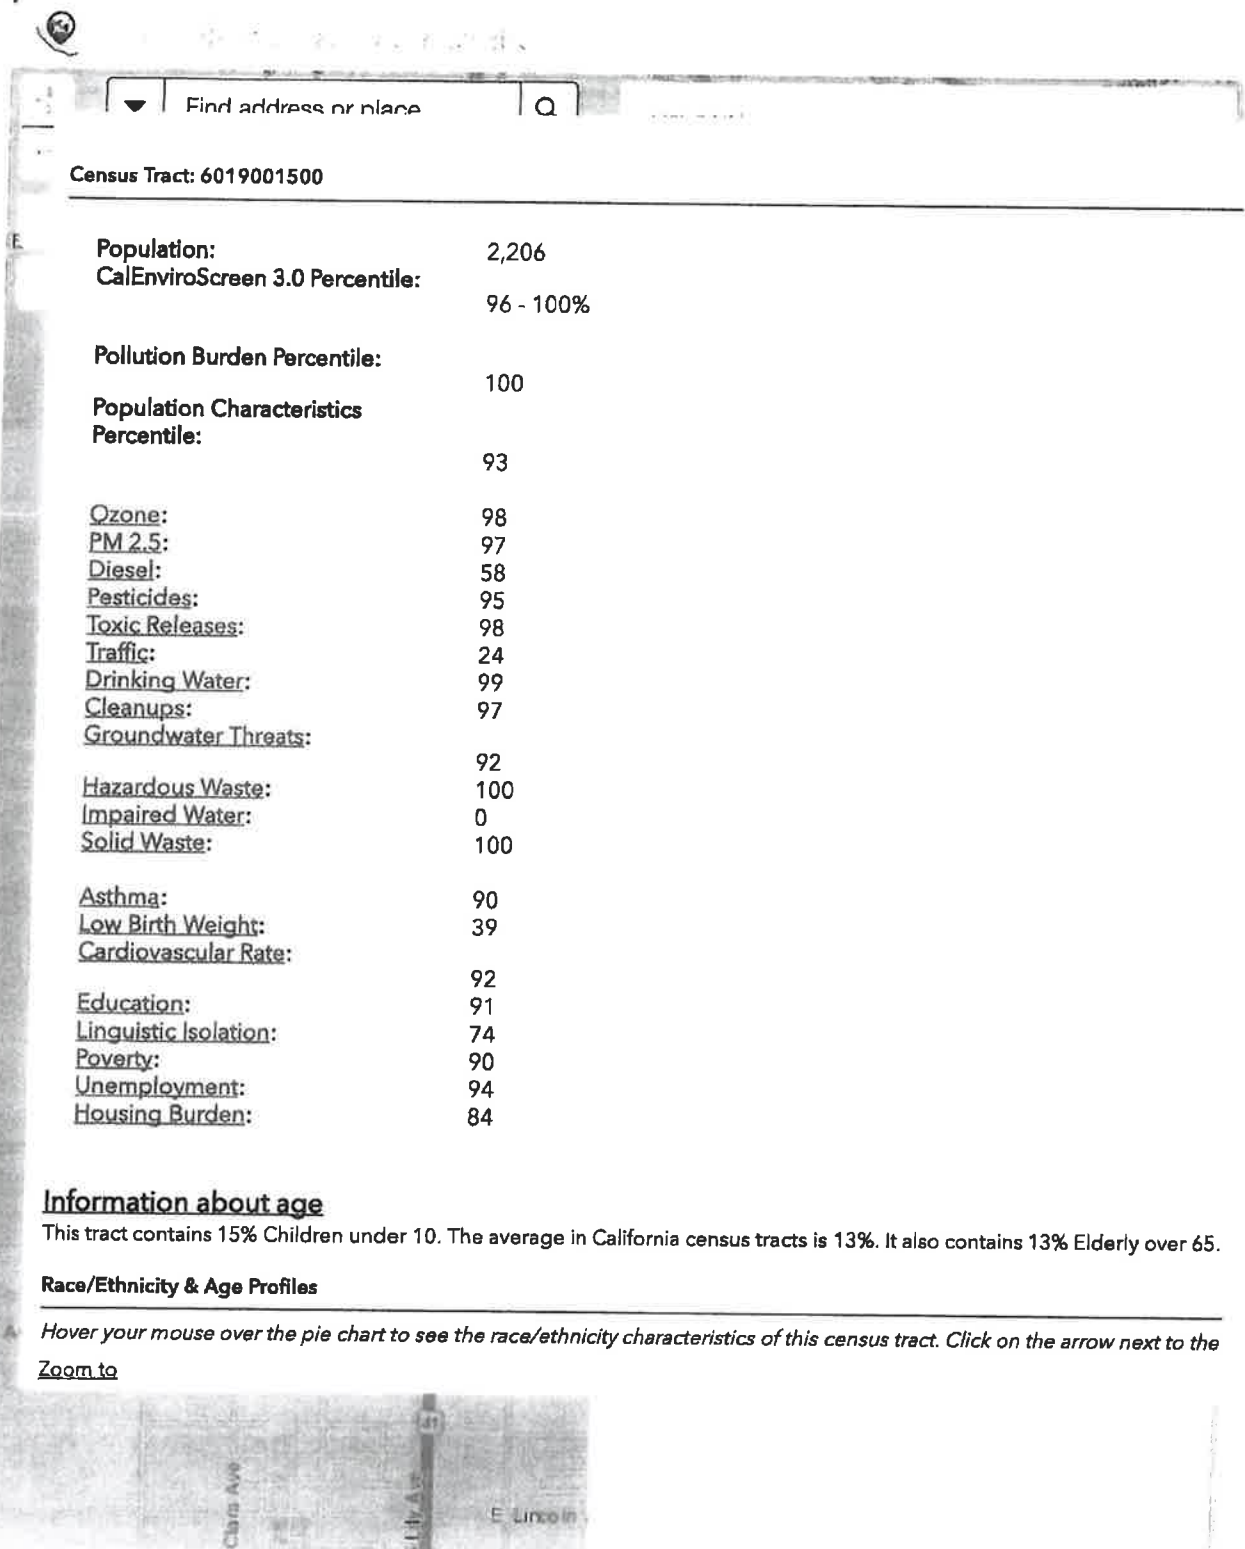 Find address or place
Census Tract: 6019001500
Population: 2,206
CalEnviroScreen 3.0 Percentile:
96 - 100%
Pollution Burden Percentile:
100
Population Characteristics
Percentile:
93
Ozone: 98
PM 2.5: 97
Diesel: 58
Pesticides: 95
Toxic Releases: 98
Traffic: 24
Drinking Water: 99
Cleanups: 97
Groundwater Threats:
92
Hazardous Waste: 100
Impaired Water: 0
Solid Waste: 100
Asthma: 90
Low Birth Weight: 39
Cardiovascular Rate:
92
Education: 91
Linguistic Isolation: 74
Poverty: 90
Unemployment: 94
Housing Burden: 84
Information about age
This tract contains 15% Children under 10. The average in California census tracts is 13%. It also contains 13% Elderly over 65.
Race/Ethnicity & Age Profiles
Hover your mouse over the pie chart to see the race/ethnicity characteristics of this census tract. Click on the arrow next to the
Zoom to
41
Clara Ave
E Lincoln